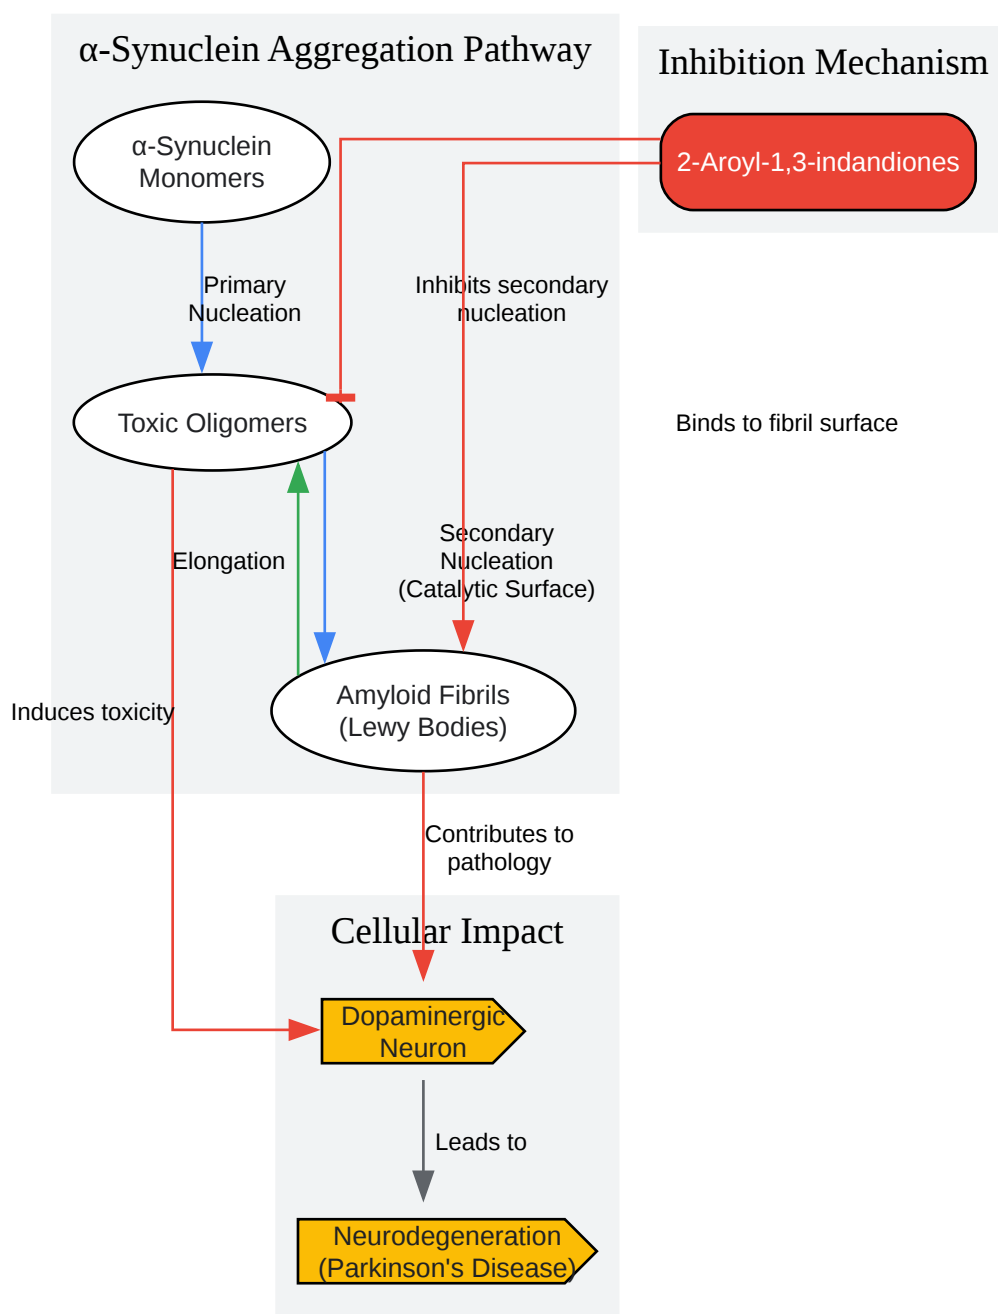 α-Synuclein Aggregation Pathway
Inhibition Mechanism
α-Synuclein
Monomers
2-Aroyl-1,3-indandiones
Primary
Nucleation
Inhibits secondary
nucleation
Toxic Oligomers
Binds to fibril surface
Elongation
Secondary
Nucleation
(Catalytic Surface)
Induces toxicity
Amyloid Fibrils
(Lewy Bodies)
Contributes to
pathology
Cellular Impact
Dopaminergic
Neuron
Leads to
Neurodegeneration
(Parkinson's Disease)